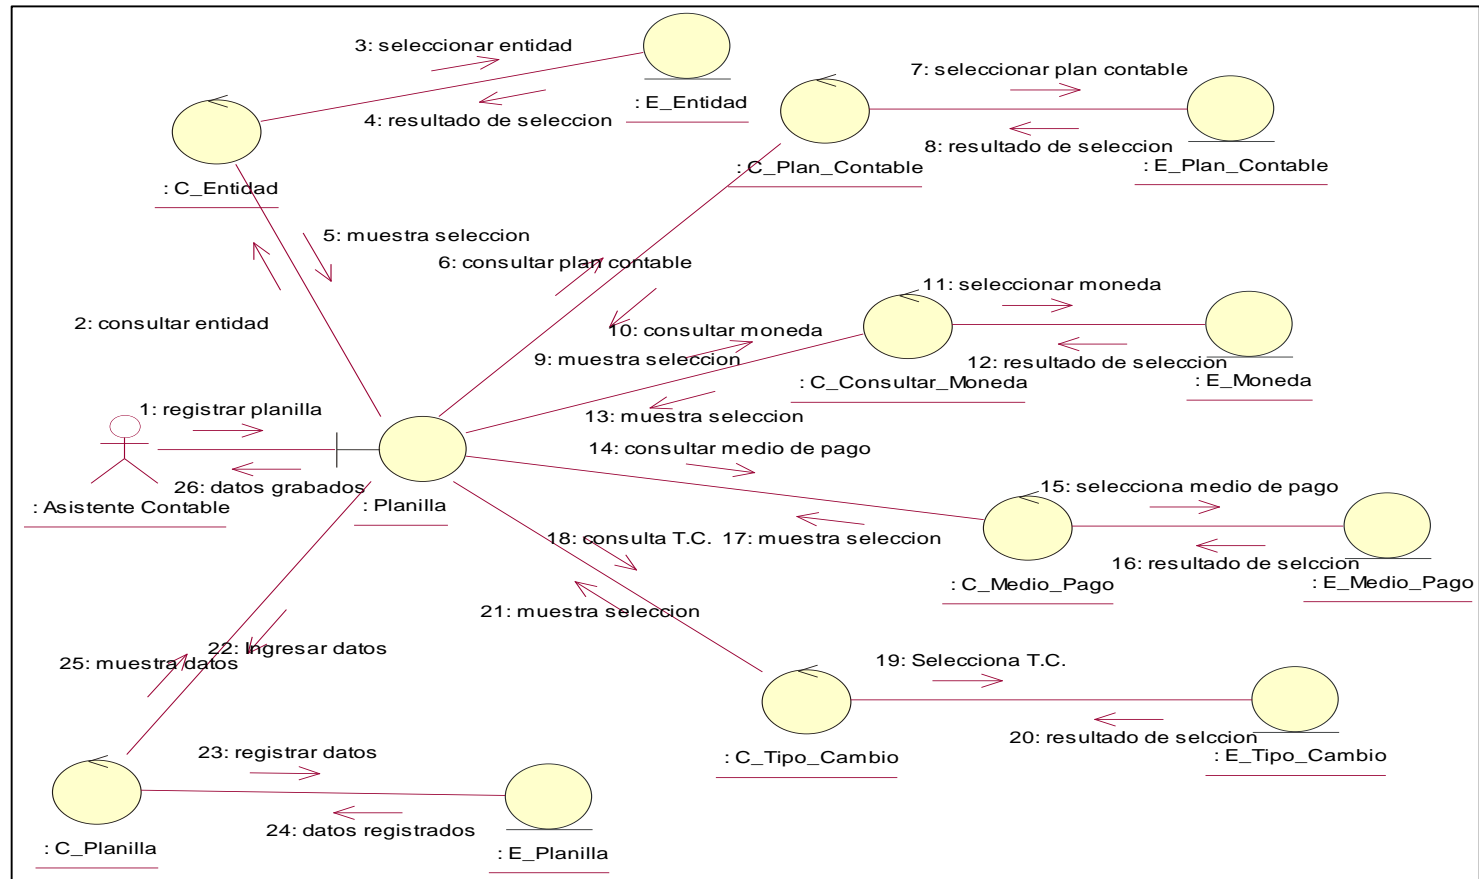 3: seleccionar entidad
: E_Entidad
4: resultado de seleccion
: C_Entidad
7: seleccionar plan contable
8: resultado de seleccion
: C_Plan_Contable
: E_Plan_Contable
5: muestra seleccion
6: consultar plan contable
2: consultar entidad
11: seleccionar moneda
10: consultar moneda
9: muestra seleccion
12: resultado de selección
: C_Consultar_Moneda
: E_Moneda
1: registrar planilla
13: muestra seleccion
14: consultar medio de pago
26: datos grabados
: Asistente Contable
: Planilla
15: selecciona medio de pago
18: consulta T.C.
17: muestra seleccion
16: resultado de selccion
: C_Medio_Pago
: E_Medio_Pago
21: muestra seleccion
22: Ingresar datos
25: muestra datos
19: Selecciona T.C.
20: resultado de selccion
: C_Tipo_Cambio
: E_Tipo_Cambio
23: registrar datos
24: datos registrados
: C_Planilla
: E_Planilla